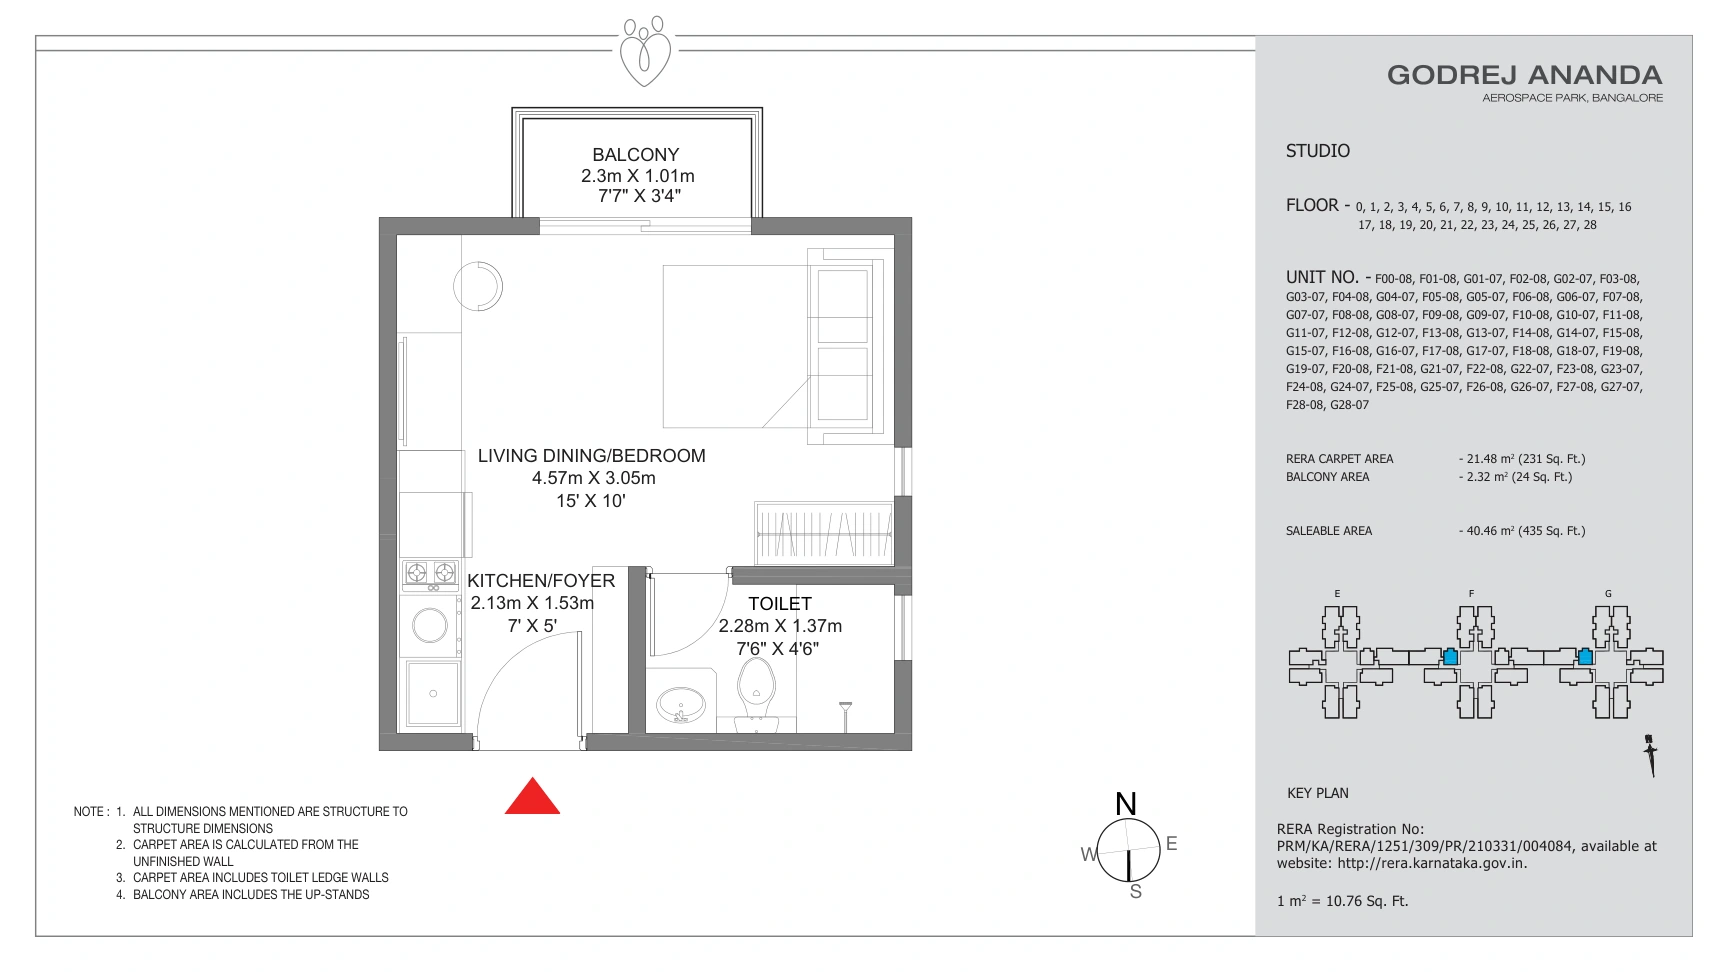 GODREJ ANANDA
AEROSPACE PARK, BANGALORE
STUDIO
FLOOR - 0, 1, 2, 3, 4, 5, 6, 7, 8, 9, 10, 11, 12, 13, 14, 15, 16
17, 18, 19, 20, 21, 22, 23, 24, 25, 26, 27, 28
UNIT NO. - F00-08, F01-08, G01-07, F02-08, G02-07, F03-08,
G03-07, F04-08, G04-07, F05-08, G05-07, F06-08, G06-07, F07-08,
G07-07, F08-08, G08-07, F09-08, G09-07, F10-08, G10-07, F11-08,
G11-07, F12-08, G12-07, F13-08, G13-07, F14-08, G14-07, F15-08,
G15-07, F16-08, G16-07, F17-08, G17-07, F18-08, G18-07, F19-08,
G19-07, F20-08, F21-08, G21-07, F22-08, G22-07, F23-08, G23-07,
F24-08, G24-07, F25-08, G25-07, F26-08, G26-07, F27-08, G27-07,
F28-08, G28-07
RERA CARPET AREA - 21.48 m² (231 Sq. Ft.)
BALCONY AREA - 2.32 m² (24 Sq. Ft.)
SALEABLE AREA - 40.46 m² (435 Sq. Ft.)
E F G
N
KEY PLAN
RERA Registration No:
PRM/KA/RERA/1251/309/PR/210331/004084, available at
website: http://rera.karnataka.gov.in.
1 m² = 10.76 Sq. Ft.
BALCONY
2.3m X 1.01m
7'7" X 3'4"
LIVING DINING/BEDROOM
4.57m X 3.05m
15' X 10'
KITCHEN/FOYER
2.13m X 1.53m
7' X 5'
TOILET
2.28m X 1.37m
7'6" X 4'6"
NOTE : 1. ALL DIMENSIONS MENTIONED ARE STRUCTURE TO
STRUCTURE DIMENSIONS
2. CARPET AREA IS CALCULATED FROM THE
UNFINISHED WALL
3. CARPET AREA INCLUDES TOILET LEDGE WALLS
4. BALCONY AREA INCLUDES THE UP-STANDS
N
W E
S